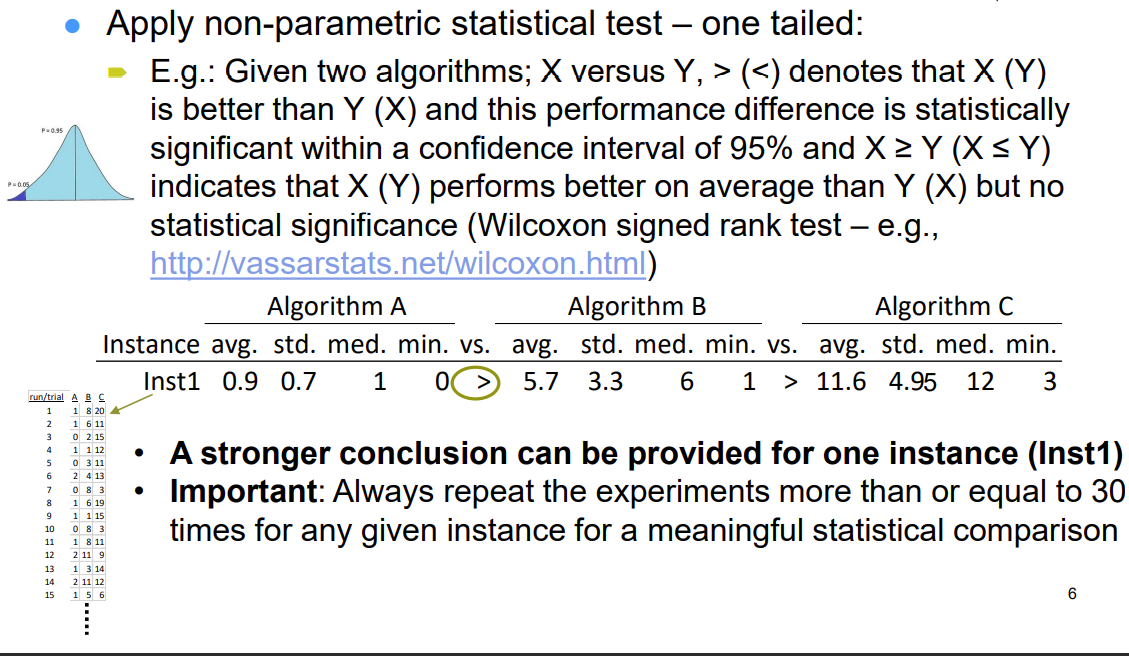 Apply non-parametric statistical test – one tailed:
E.g.: Given two algorithms; X versus Y, > (<) denotes that X (Y)
is better than Y (X) and this performance difference is statistically
significant within a confidence interval of 95% and X ≥ Y (X ≤ Y)
indicates that X (Y) performs better on average than Y (X) but no
statistical significance (Wilcoxon signed rank test – e.g.,
http://vassarstats.net/wilcoxon.html)
P = 0.95
P = 0.05
Algorithm A Algorithm B Algorithm C
Instance avg. std. med. min. vs. avg. std. med. min. vs. avg. std. med. min.
Inst1 0.9 0.7 1 0 > 5.7 3.3 6 1 > 11.6 4.95 12 3
run/trial A B C
1 1 8 20
2 1 6 11
3 0 2 15
4 1 1 12
5 0 3 11
6 2 4 13
7 0 8 3
8 1 6 19
9 1 1 15
10 0 8 3
11 1 8 11
12 2 11 9
13 1 3 14
14 2 11 12
15 1 5 6
• A stronger conclusion can be provided for one instance (Inst1)
• Important: Always repeat the experiments more than or equal to 30
times for any given instance for a meaningful statistical comparison
6